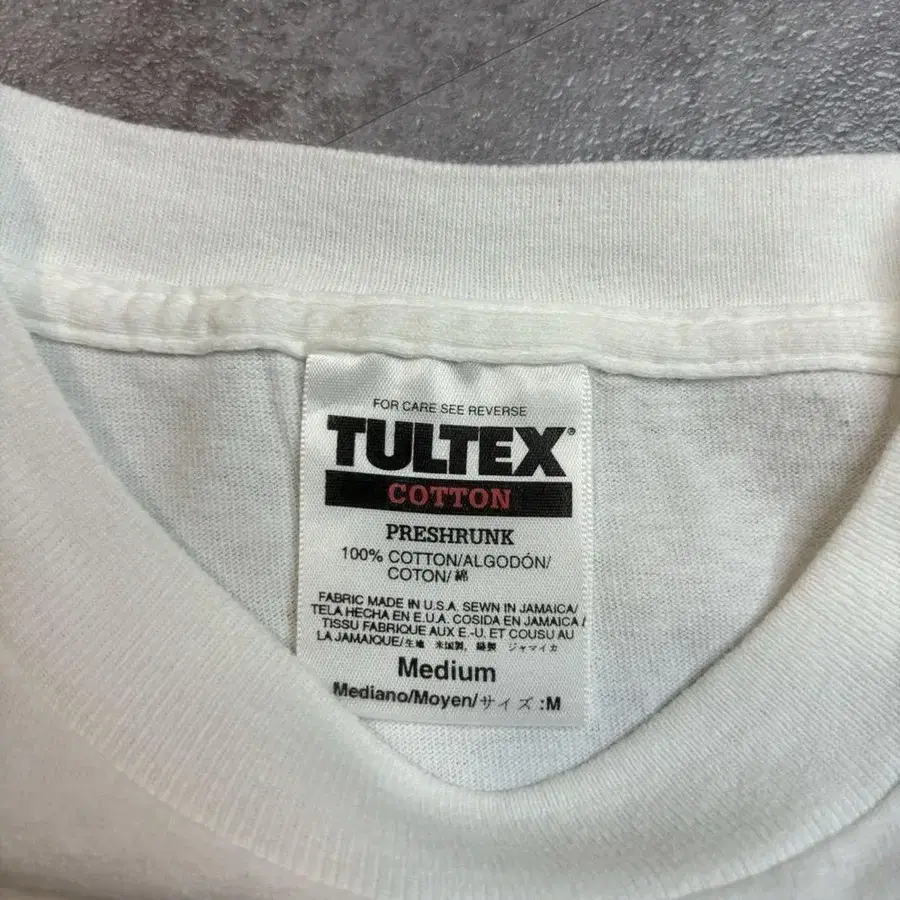 FOR CARE SEE REVERSE
TULTEX®
COTTON
PRESHRUNK
100% COTTON/ALGODÓN/
COTON/綿
FABRIC MADE IN U.S.A. SEWN IN JAMAICA/
TELA HECHA EN E.U.A. COSIDA EN JAMAICA/
TISSU FABRIQUE AUX E.-U. ET COUSU AU
LA JAMAIQUE/生地 米国製, 縫製 ジャマイカ
Medium
Mediano/Moyen/サイズ :M